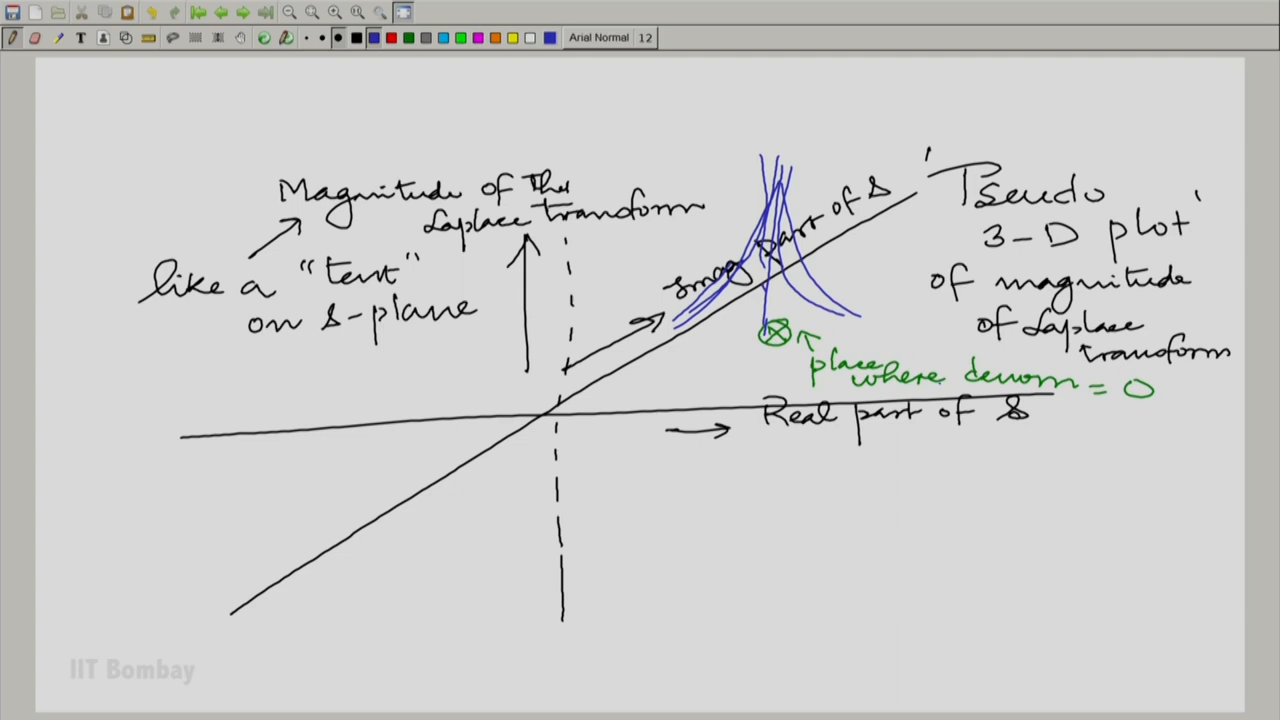 Arial Normal 12
Magnitude of the
Laplace transform
like a "tent"
on s-plane
Imag part of s
'Pseudo
3-D plot'
of magnitude
of Laplace
transform
place
where denom = 0
Real part of s
IIT Bombay